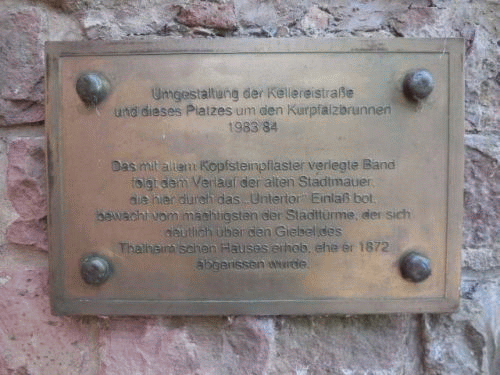 Umgestaltung der Kellereistraße
und dieses Platzes um den Kurpfalzbrunnen
1983/84
Das mit altem Kopfsteinpflaster verlegte Band
folgt dem Verlauf der alten Stadtmauer,
die hier durch das „Untertor" Einlaß bot,
bewacht vom mächtigsten der Stadttürme, der sich
deutlich über den Giebel des
Thalheim'schen Hauses erhob, ehe er 1872
abgerissen wurde.